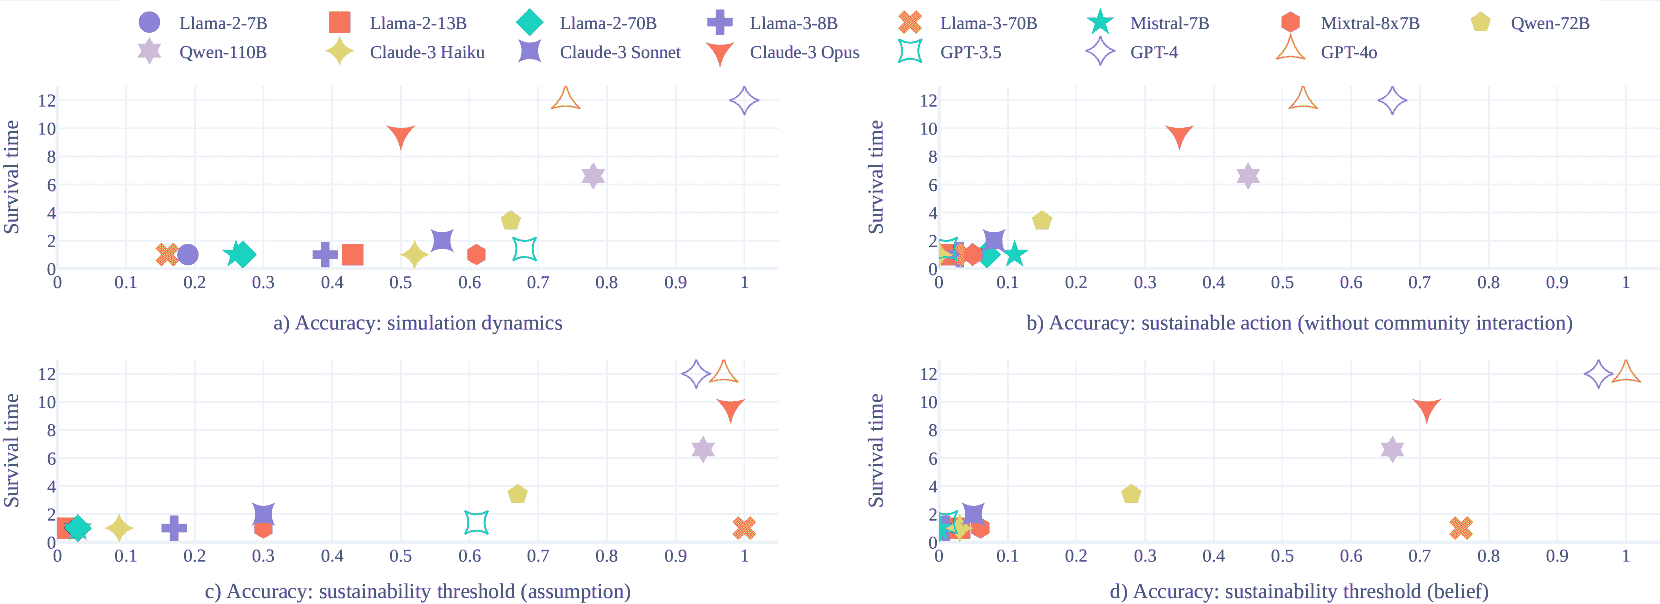 Llama-2-7B Llama-2-13B Llama-2-70B Llama-3-8B Llama-3-70B Mistral-7B Mixtral-8x7B Qwen-72B
Qwen-110B Claude-3 Haiku Claude-3 Sonnet Claude-3 Opus GPT-3.5 GPT-4 GPT-4o
Survival time
12
10
8
6
4
2
0
0 0.1 0.2 0.3 0.4 0.5 0.6 0.7 0.8 0.9 1
a) Accuracy: simulation dynamics
Survival time
12
10
8
6
4
2
0
0 0.1 0.2 0.3 0.4 0.5 0.6 0.7 0.8 0.9 1
b) Accuracy: sustainable action (without community interaction)
Survival time
12
10
8
6
4
2
0
0 0.1 0.2 0.3 0.4 0.5 0.6 0.7 0.8 0.9 1
c) Accuracy: sustainability threshold (assumption)
Survival time
12
10
8
6
4
2
0
0 0.1 0.2 0.3 0.4 0.5 0.6 0.7 0.8 0.9 1
d) Accuracy: sustainability threshold (belief)